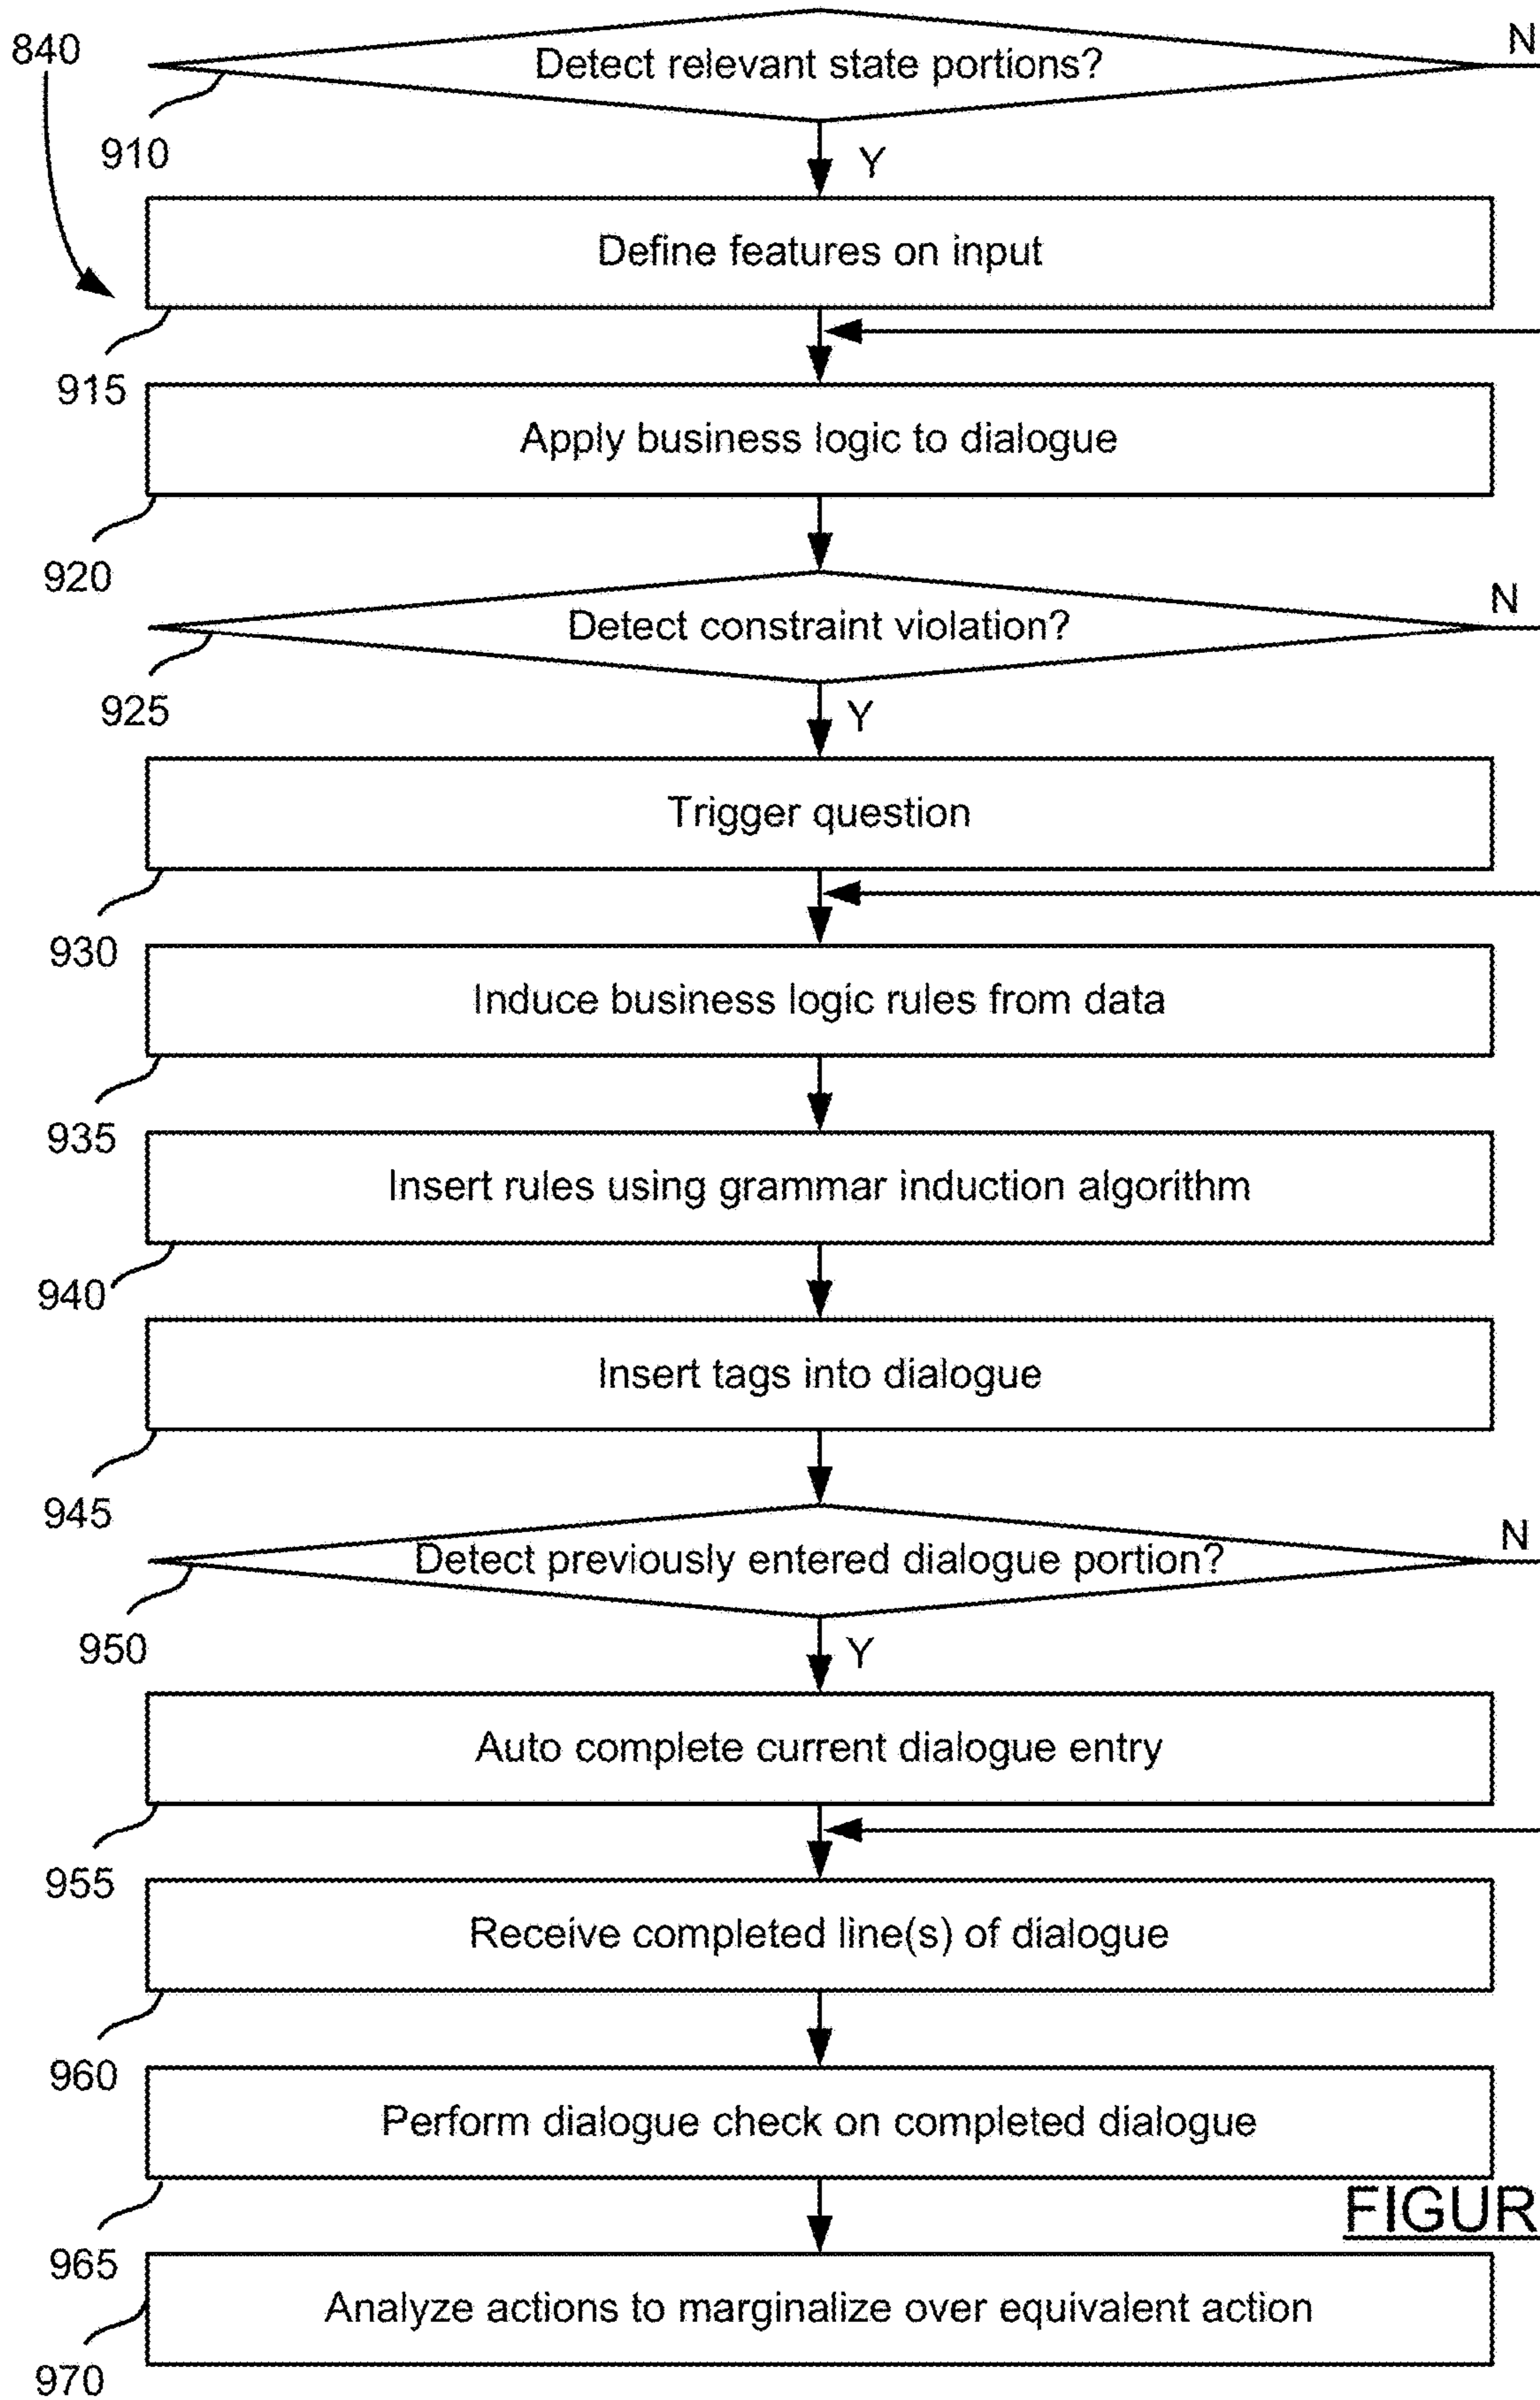 840
Detect relevant state portions?
N
910
Y
Define features on input
915
Apply business logic to dialogue
920
Detect constraint violation?
N
925
Y
Trigger question
930
Induce business logic rules from data
935
Insert rules using grammar induction algorithm
940
Insert tags into dialogue
945
Detect previously entered dialogue portion?
N
950
Y
Auto complete current dialogue entry
955
Receive completed line(s) of dialogue
960
Perform dialogue check on completed dialogue
FIGUR
965
Analyze actions to marginalize over equivalent action
970